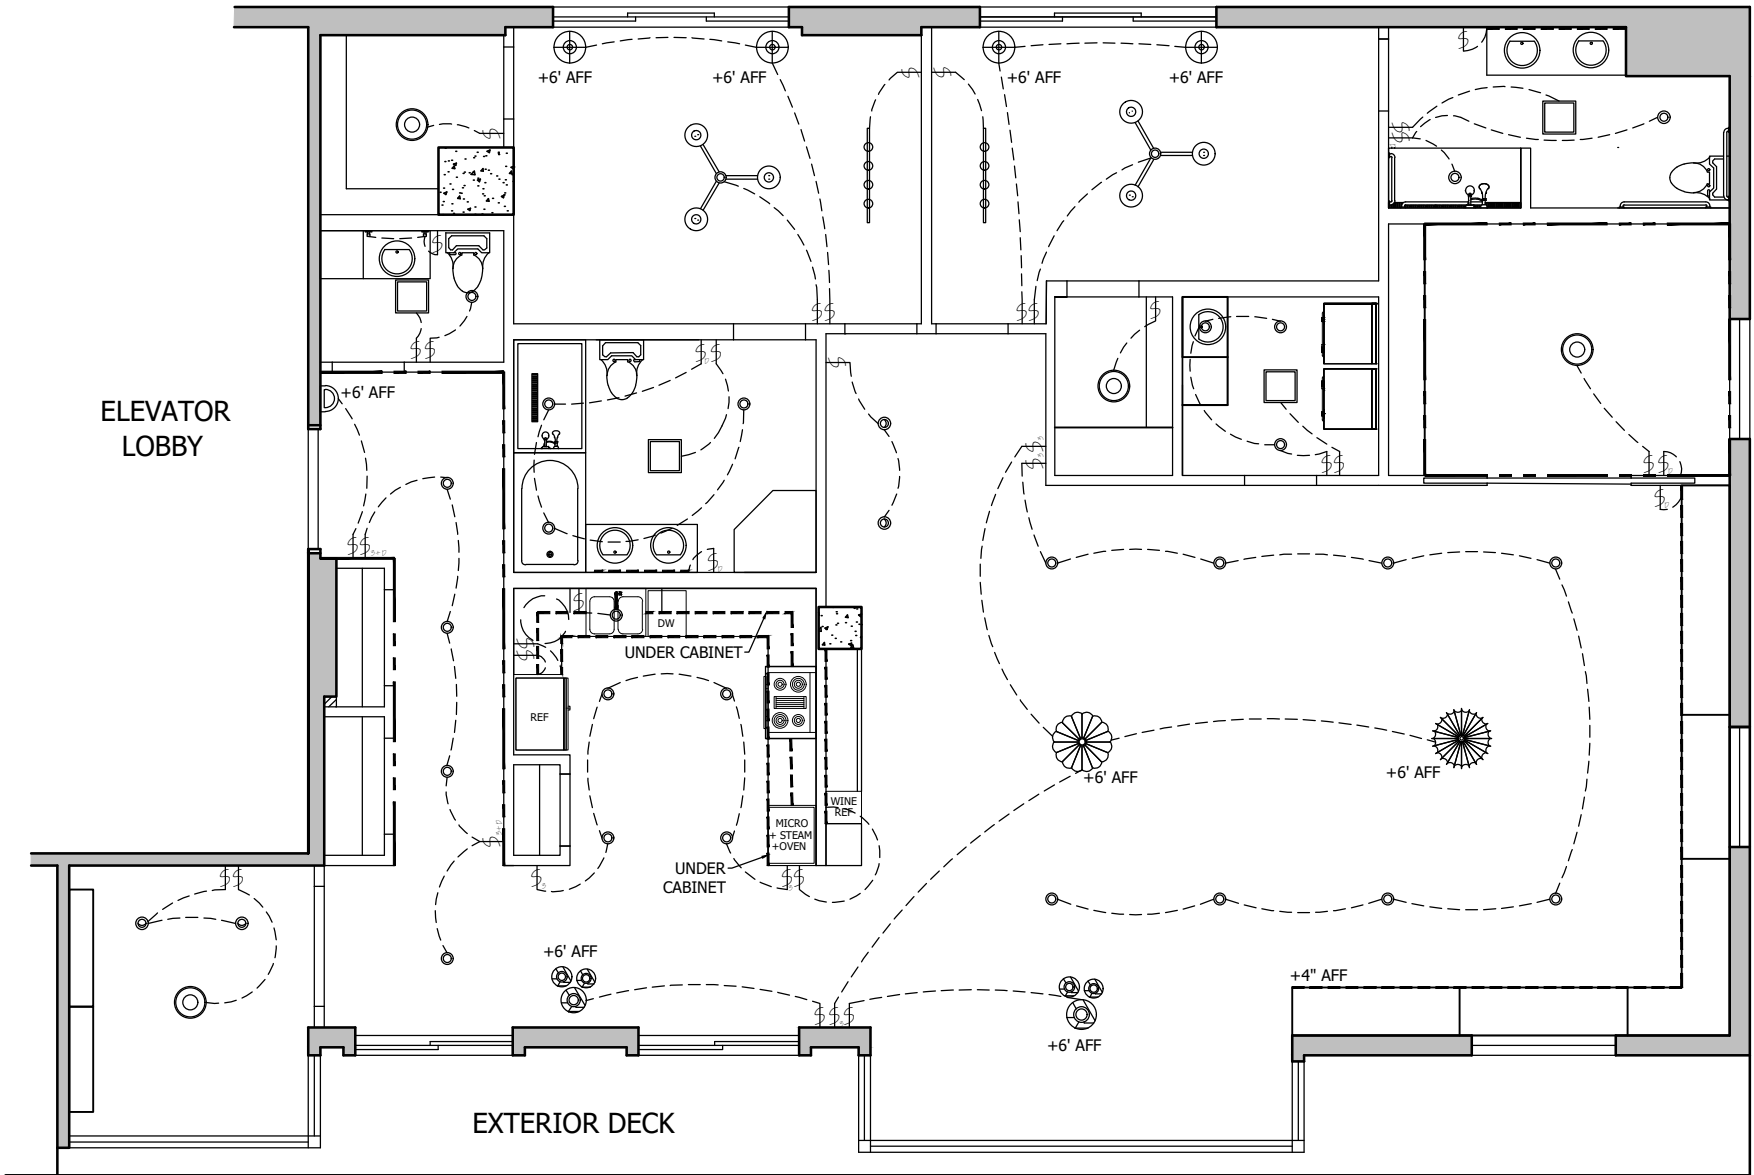 +6' AFF
+6' AFF
+6' AFF
+6' AFF
+6' AFF
ELEVATOR
LOBBY
DW
UNDER CABINET
REF
+6' AFF
+6' AFF
WINE
REF
MICRO
+ STEAM
+OVEN
UNDER
CABINET
+6' AFF
+4" AFF
+6' AFF
EXTERIOR DECK